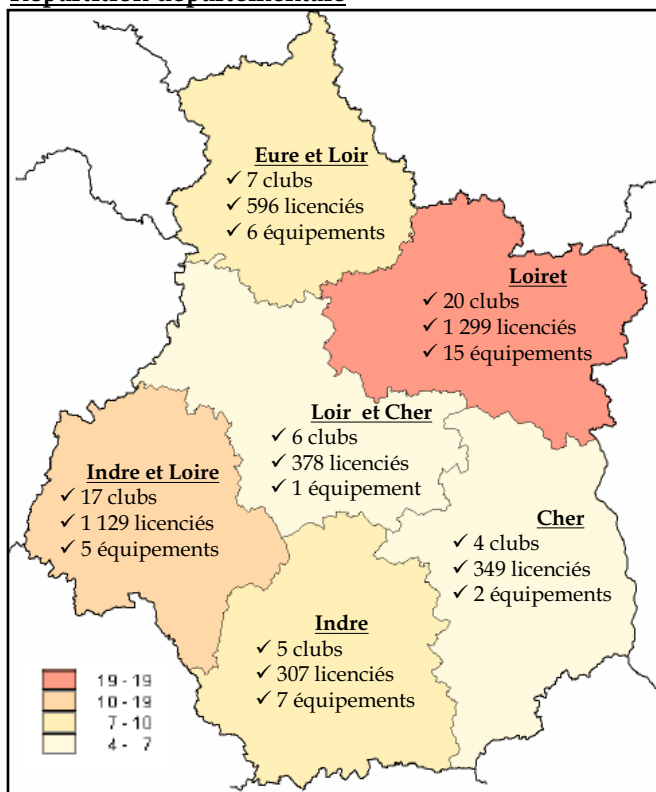 Répartition départementale
Eure et Loir
✓ 7 clubs
✓ 596 licenciés
✓ 6 équipements
Loiret
✓ 20 clubs
✓ 1 299 licenciés
✓ 15 équipements
Loir et Cher
✓ 6 clubs
✓ 378 licenciés
✓ 1 équipement
Indre et Loire
✓ 17 clubs
✓ 1 129 licenciés
✓ 5 équipements
Cher
✓ 4 clubs
✓ 349 licenciés
✓ 2 équipements
Indre
✓ 5 clubs
✓ 307 licenciés
✓ 7 équipements
19 - 19
10 - 19
7 - 10
4 - 7